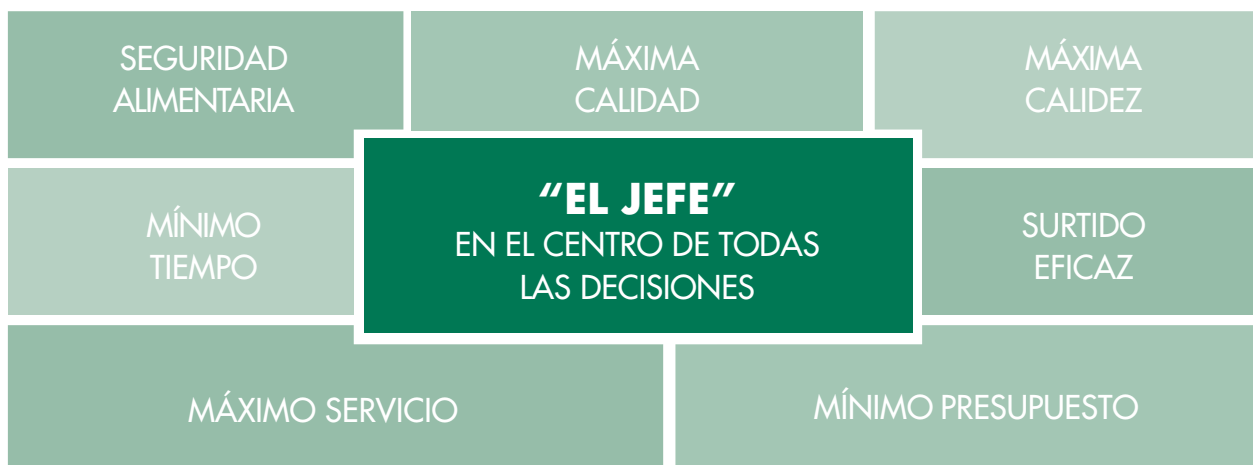 SEGURIDAD
ALIMENTARIA
MÁXIMA
CALIDAD
MÁXIMA
CALIDEZ
MÍNIMO
TIEMPO
“EL JEFE”
EN EL CENTRO DE TODAS
LAS DECISIONES
SURTIDO
EFICAZ
MÁXIMO SERVICIO
MÍNIMO PRESUPUESTO